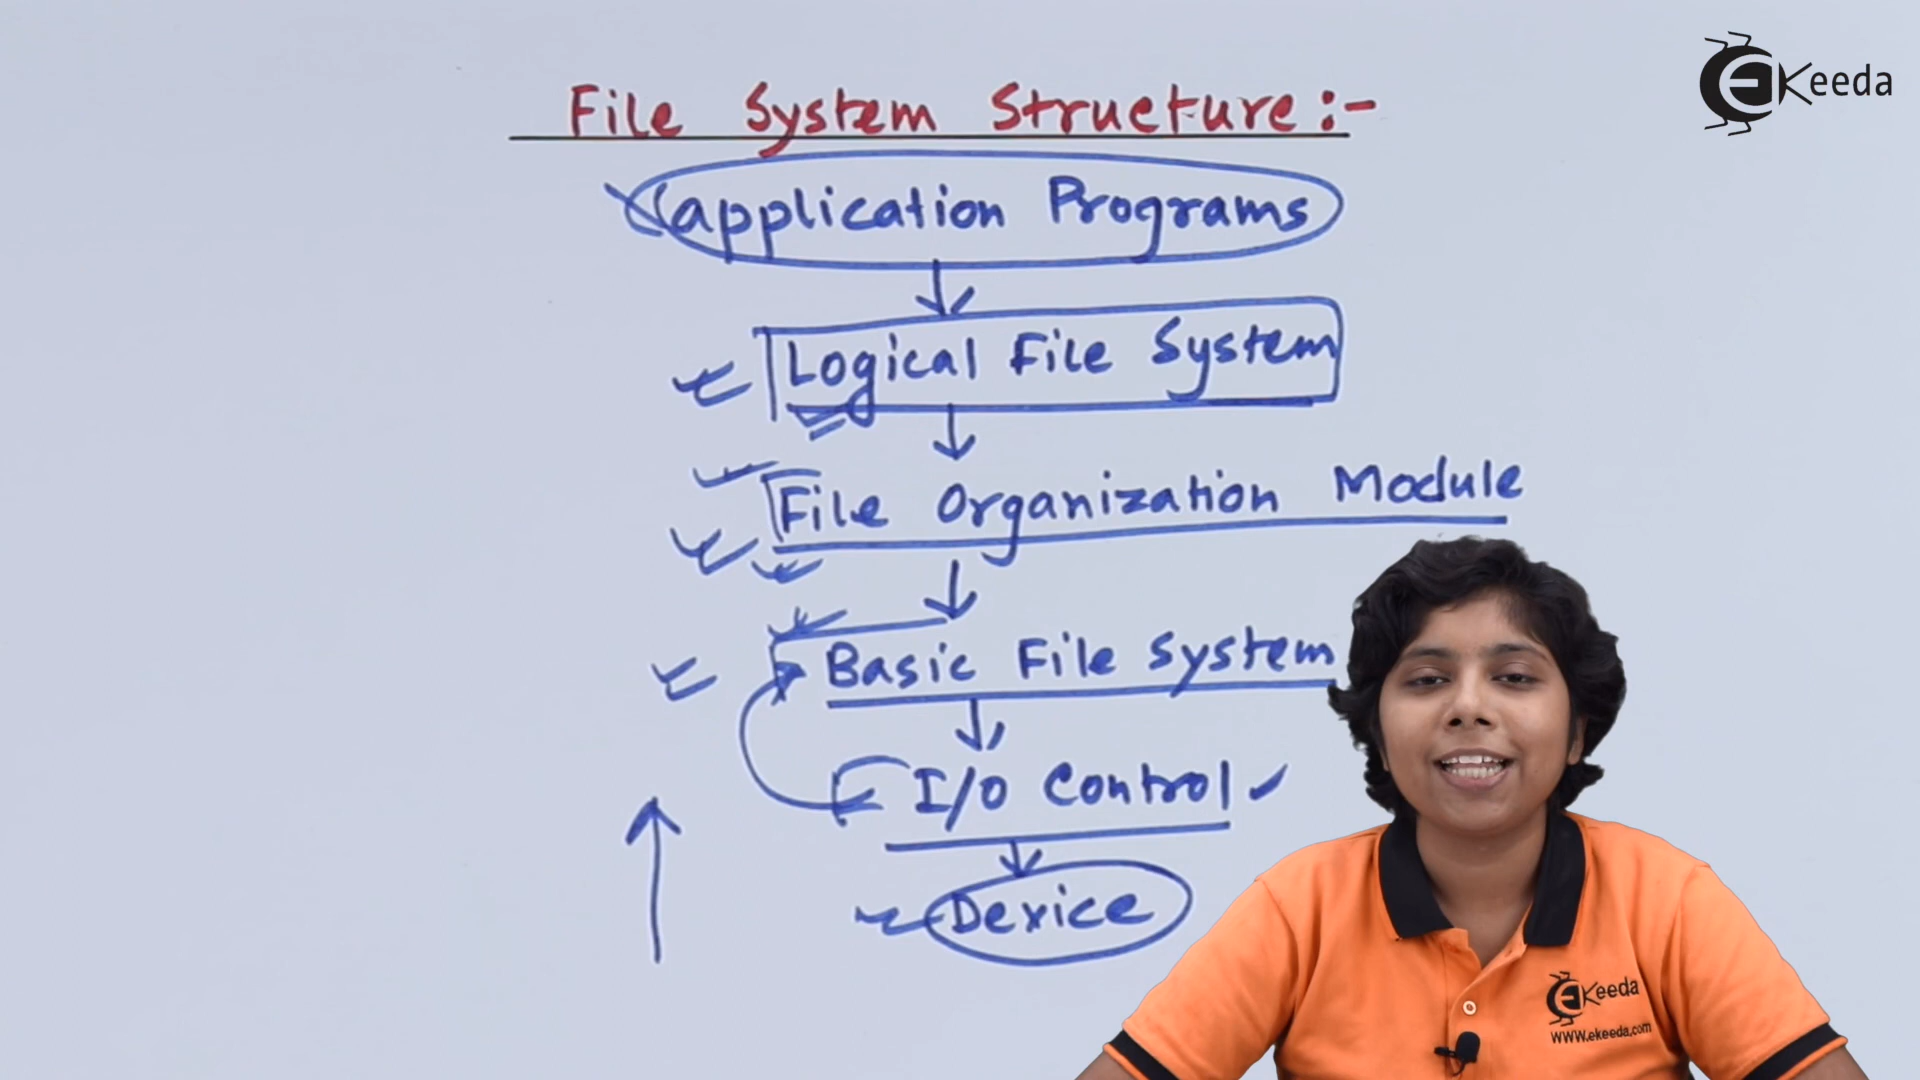 File System Structure:-
application Programs
Logical File System
File Organization Module
Basic File System
I/O Control
Device
EKeeda
EKeeda
www.ekeeda.com